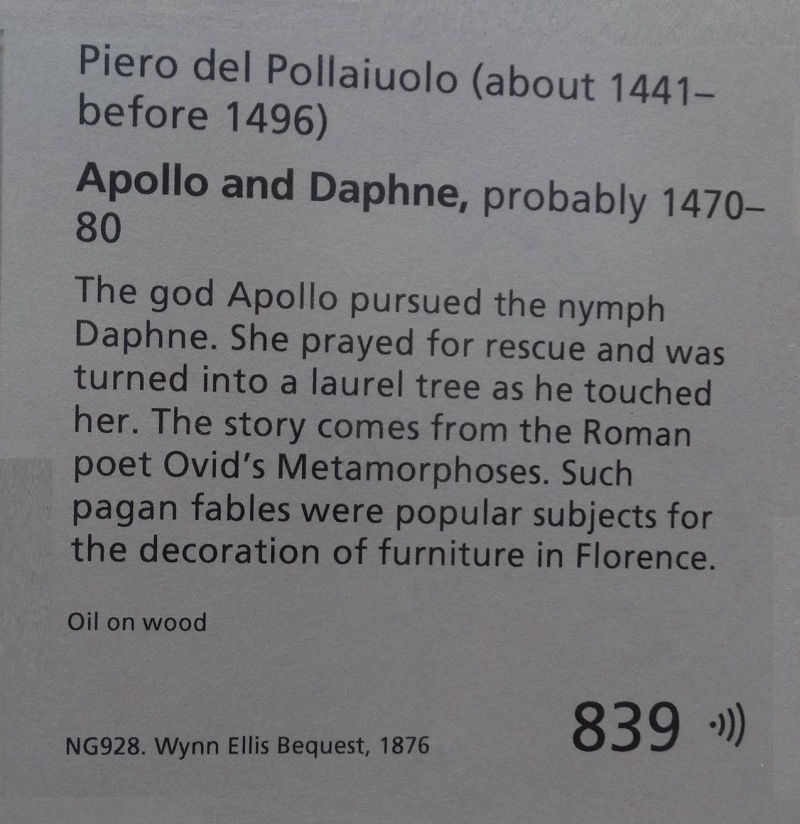 Piero del Pollaiuolo (about 1441–
before 1496)
Apollo and Daphne, probably 1470–
80
The god Apollo pursued the nymph
Daphne. She prayed for rescue and was
turned into a laurel tree as he touched
her. The story comes from the Roman
poet Ovid's Metamorphoses. Such
pagan fables were popular subjects for
the decoration of furniture in Florence.
Oil on wood
NG928. Wynn Ellis Bequest, 1876
839